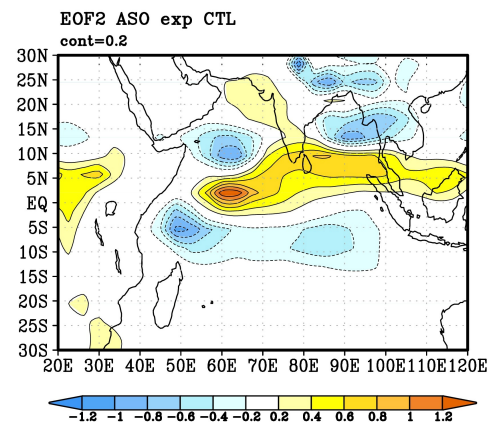 EOF2 ASO exp CTL
cont=0.2
30N
25N
20N
15N
10N
5N
EQ
5S
10S
15S
20S
25S
30S
20E 30E 40E 50E 60E 70E 80E 90E 100E 110E 120E
-1.2 -1 -0.8 -0.6 -0.4 -0.2 0.2 0.4 0.6 0.8 1 1.2